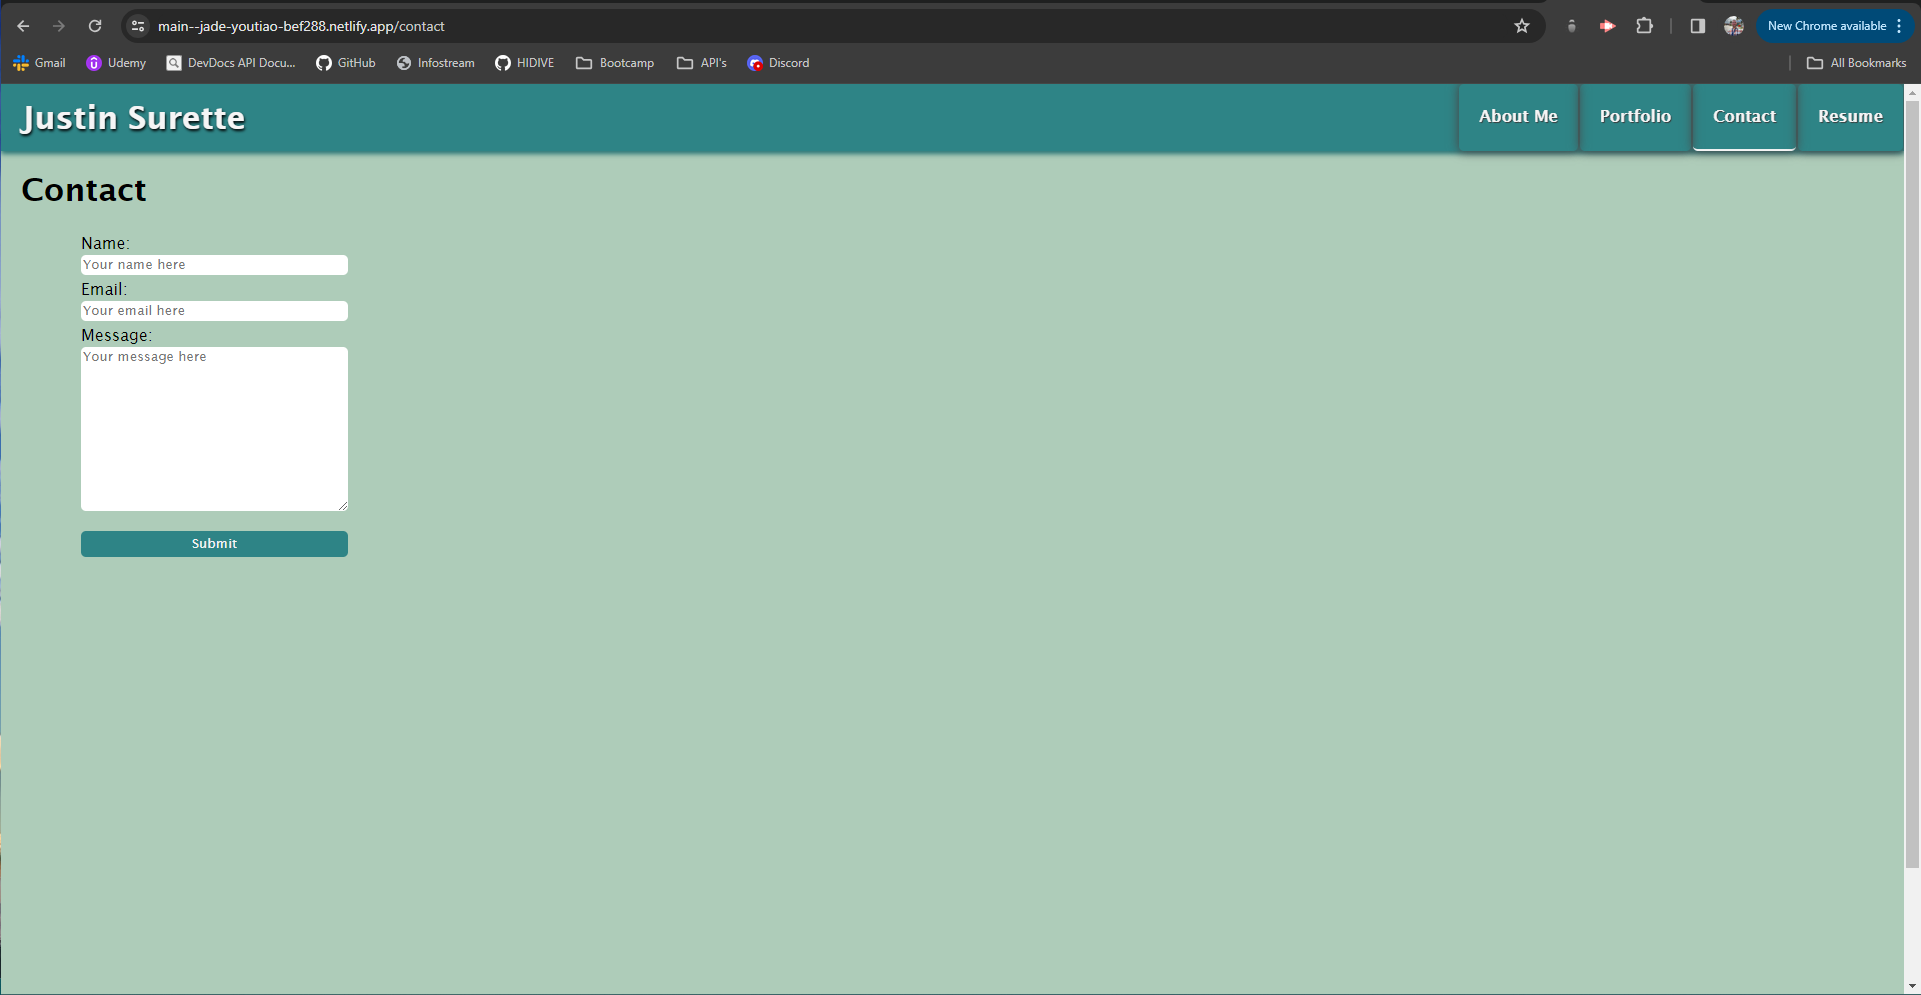 main--jade-youtiao-bef288.netlify.app/contact
New Chrome available
Gmail Udemy DevDocs API Docu... GitHub Infostream HIDIVE Bootcamp API's Discord All Bookmarks
Justin Surette About Me Portfolio Contact Resume
Contact
Name:
Your name here
Email:
Your email here
Message:
Your message here
Submit